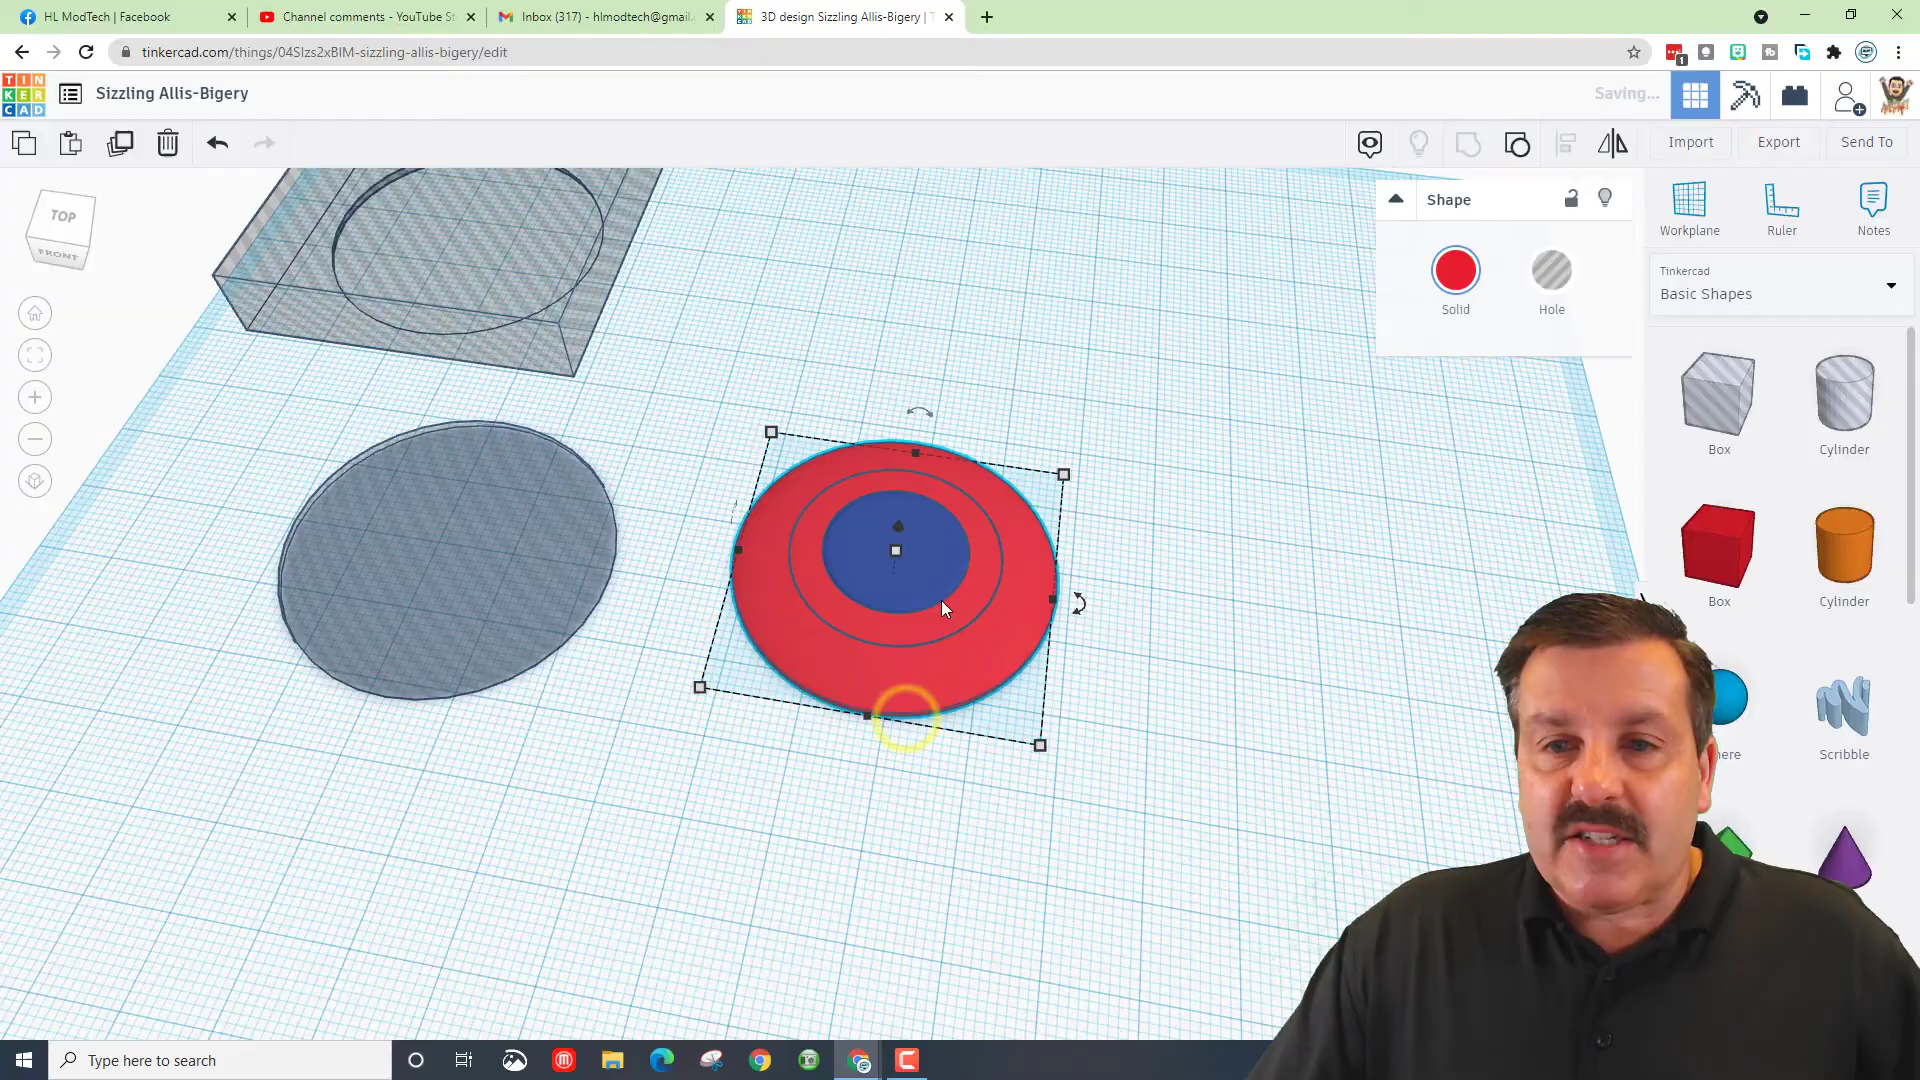 HL ModTech | Facebook
Channel comments - YouTube St
Inbox (317) - hlmodtech@gmail.
3D design Sizzling Allis-Bigery | T
tinkercad.com/things/04SIzs2xBIM-sizzling-allis-bigery/edit
1
TIN
KER
CAD
Sizzling Allis-Bigery
Saving...
Import
Export
Send To
TOP
FRONT
Shape
Solid
Hole
Workplane
Ruler
Notes
Tinkercad
Basic Shapes
Box
Cylinder
Box
Cylinder
here
Scribble
Type here to search